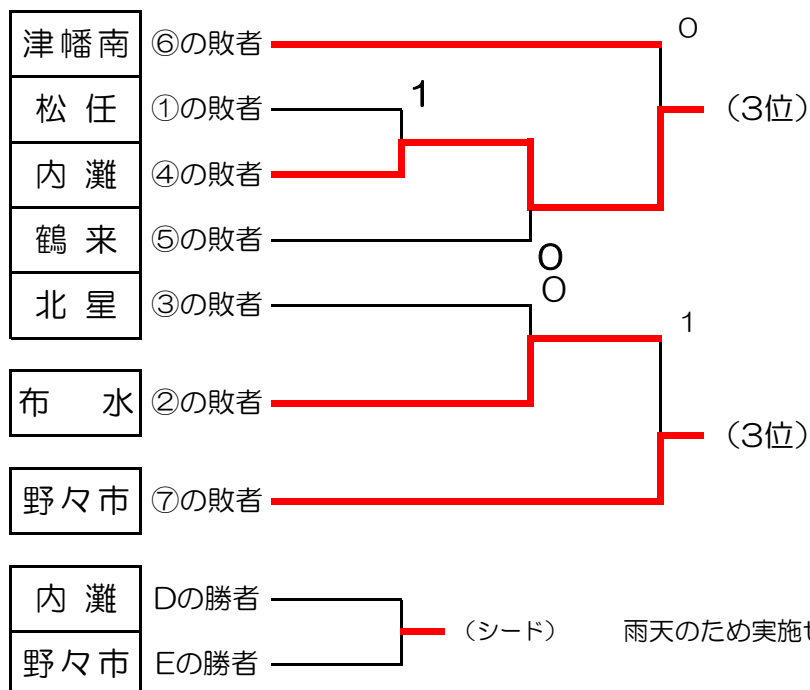 津幡南 ⑥の敗者 0
松任 ①の敗者 1 （3位）
内灘 ④の敗者
鶴来 ⑤の敗者 0
北星 ③の敗者 0
1
布水 ②の敗者
（3位）
野々市 ⑦の敗者
内灘 Dの勝者
（シード） 雨天のため実施
野々市 Eの勝者